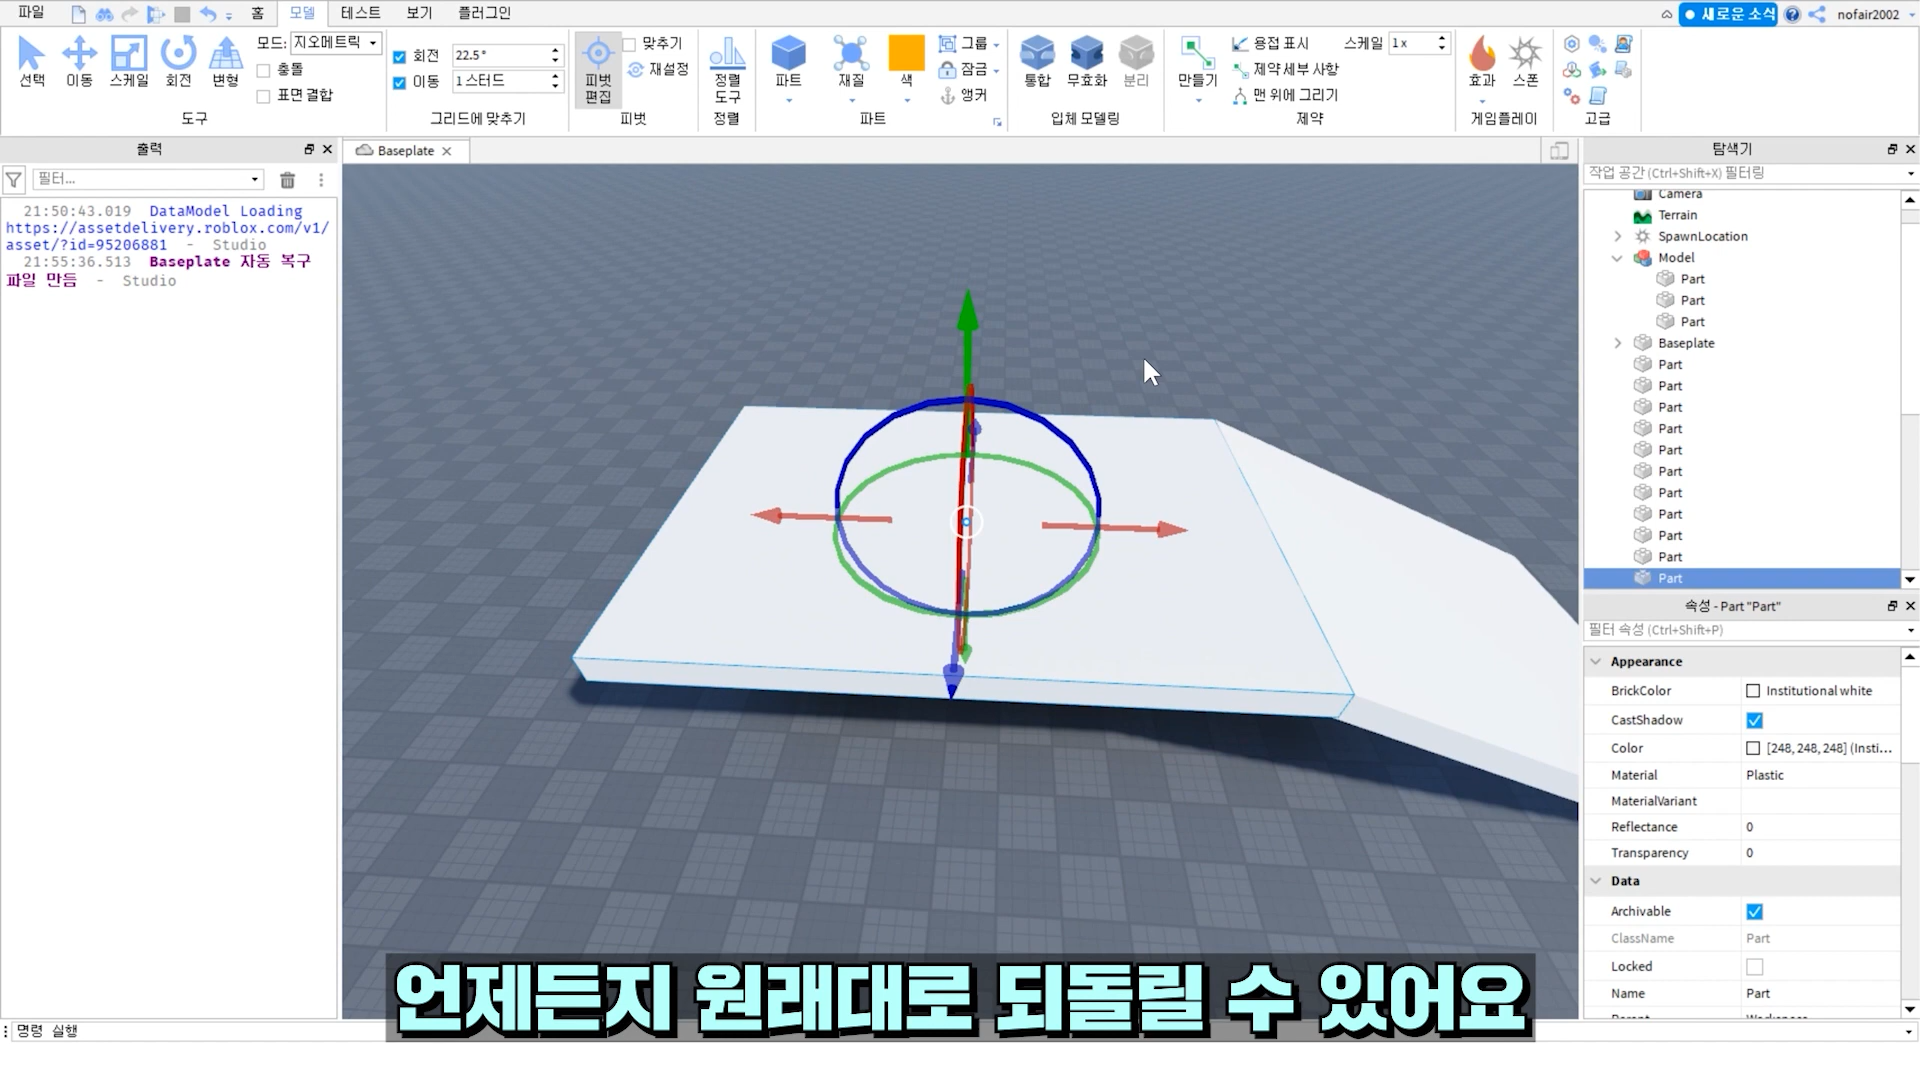 파일 홈 모델 테스트 보기 플러그인 새로운 소식 nofair2002
선택 이동 스케일 회전 변형
모드: 지오메트릭
충돌
표면 결합
도구
회전 22.5°
이동 1 스터드
그리드에 맞추기
피벗 편집
맞추기
재설정
피벗
정렬 도구
정렬
파트 재질 색
그룹
잠금
앵커
파트
통합 무효화 분리
입체 모델링
만들기
용접 표시 스케일 1 x
제약 세부 사항
맨 위에 그리기
제약
효과 스폰
게임플레이
고급
출력
필터...
21:50:43.019 DataModel Loading
https://assetdelivery.roblox.com/v1/
asset/?id=95206881 - Studio
21:55:36.513 Baseplate 자동 복구
파일 만듬 - Studio
Baseplate
탐색기
작업 공간 (Ctrl+Shift+X) 필터링
Camera
Terrain
SpawnLocation
Model
Part
Part
Part
Baseplate
Part
Part
Part
Part
Part
Part
Part
Part
Part
Part
Part
속성 - Part "Part"
필터 속성 (Ctrl+Shift+P)
Appearance
BrickColor Institutional white
CastShadow
Color [248, 248, 248] (Insti...
Material Plastic
MaterialVariant
Reflectance 0
Transparency 0
Data
Archivable
ClassName Part
Locked
Name Part
Parent Workspace
언제든지 원래대로 되돌릴 수 있어요
명령 실행